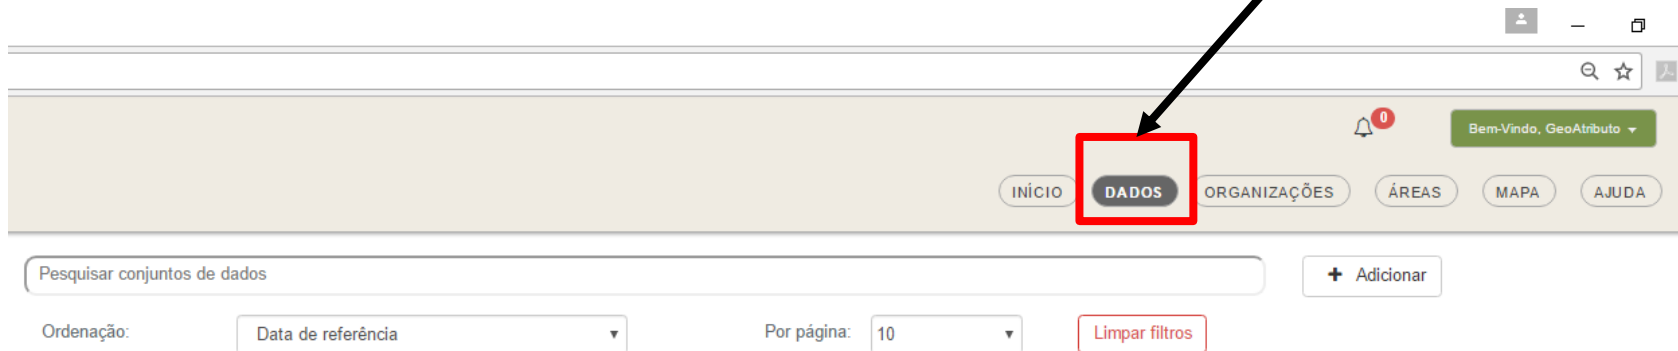 0
Bem-Vindo, GeoAtributo
INÍCIO DADOS ORGANIZAÇÕES ÁREAS MAPA AJUDA
Pesquisar conjuntos de dados
+ Adicionar
Ordenação: Data de referência Por página: 10 Limpar filtros